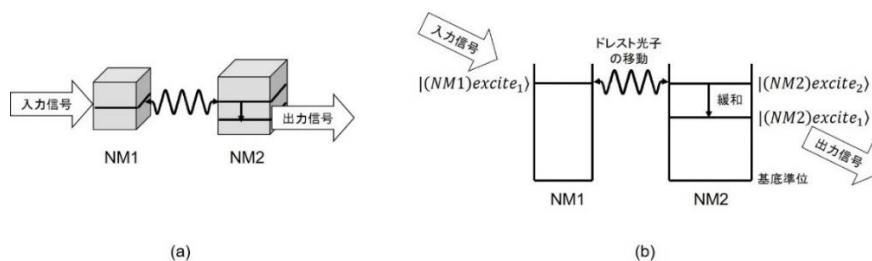 入力信号
出力信号
NM1
NM2
(a)
入力信号
ドレスト光子
の移動
|(NM1)excite₁⟩
|(NM2)excite₂⟩
緩和
|(NM2)excite₁⟩
出力信号
基底準位
NM1
NM2
(b)